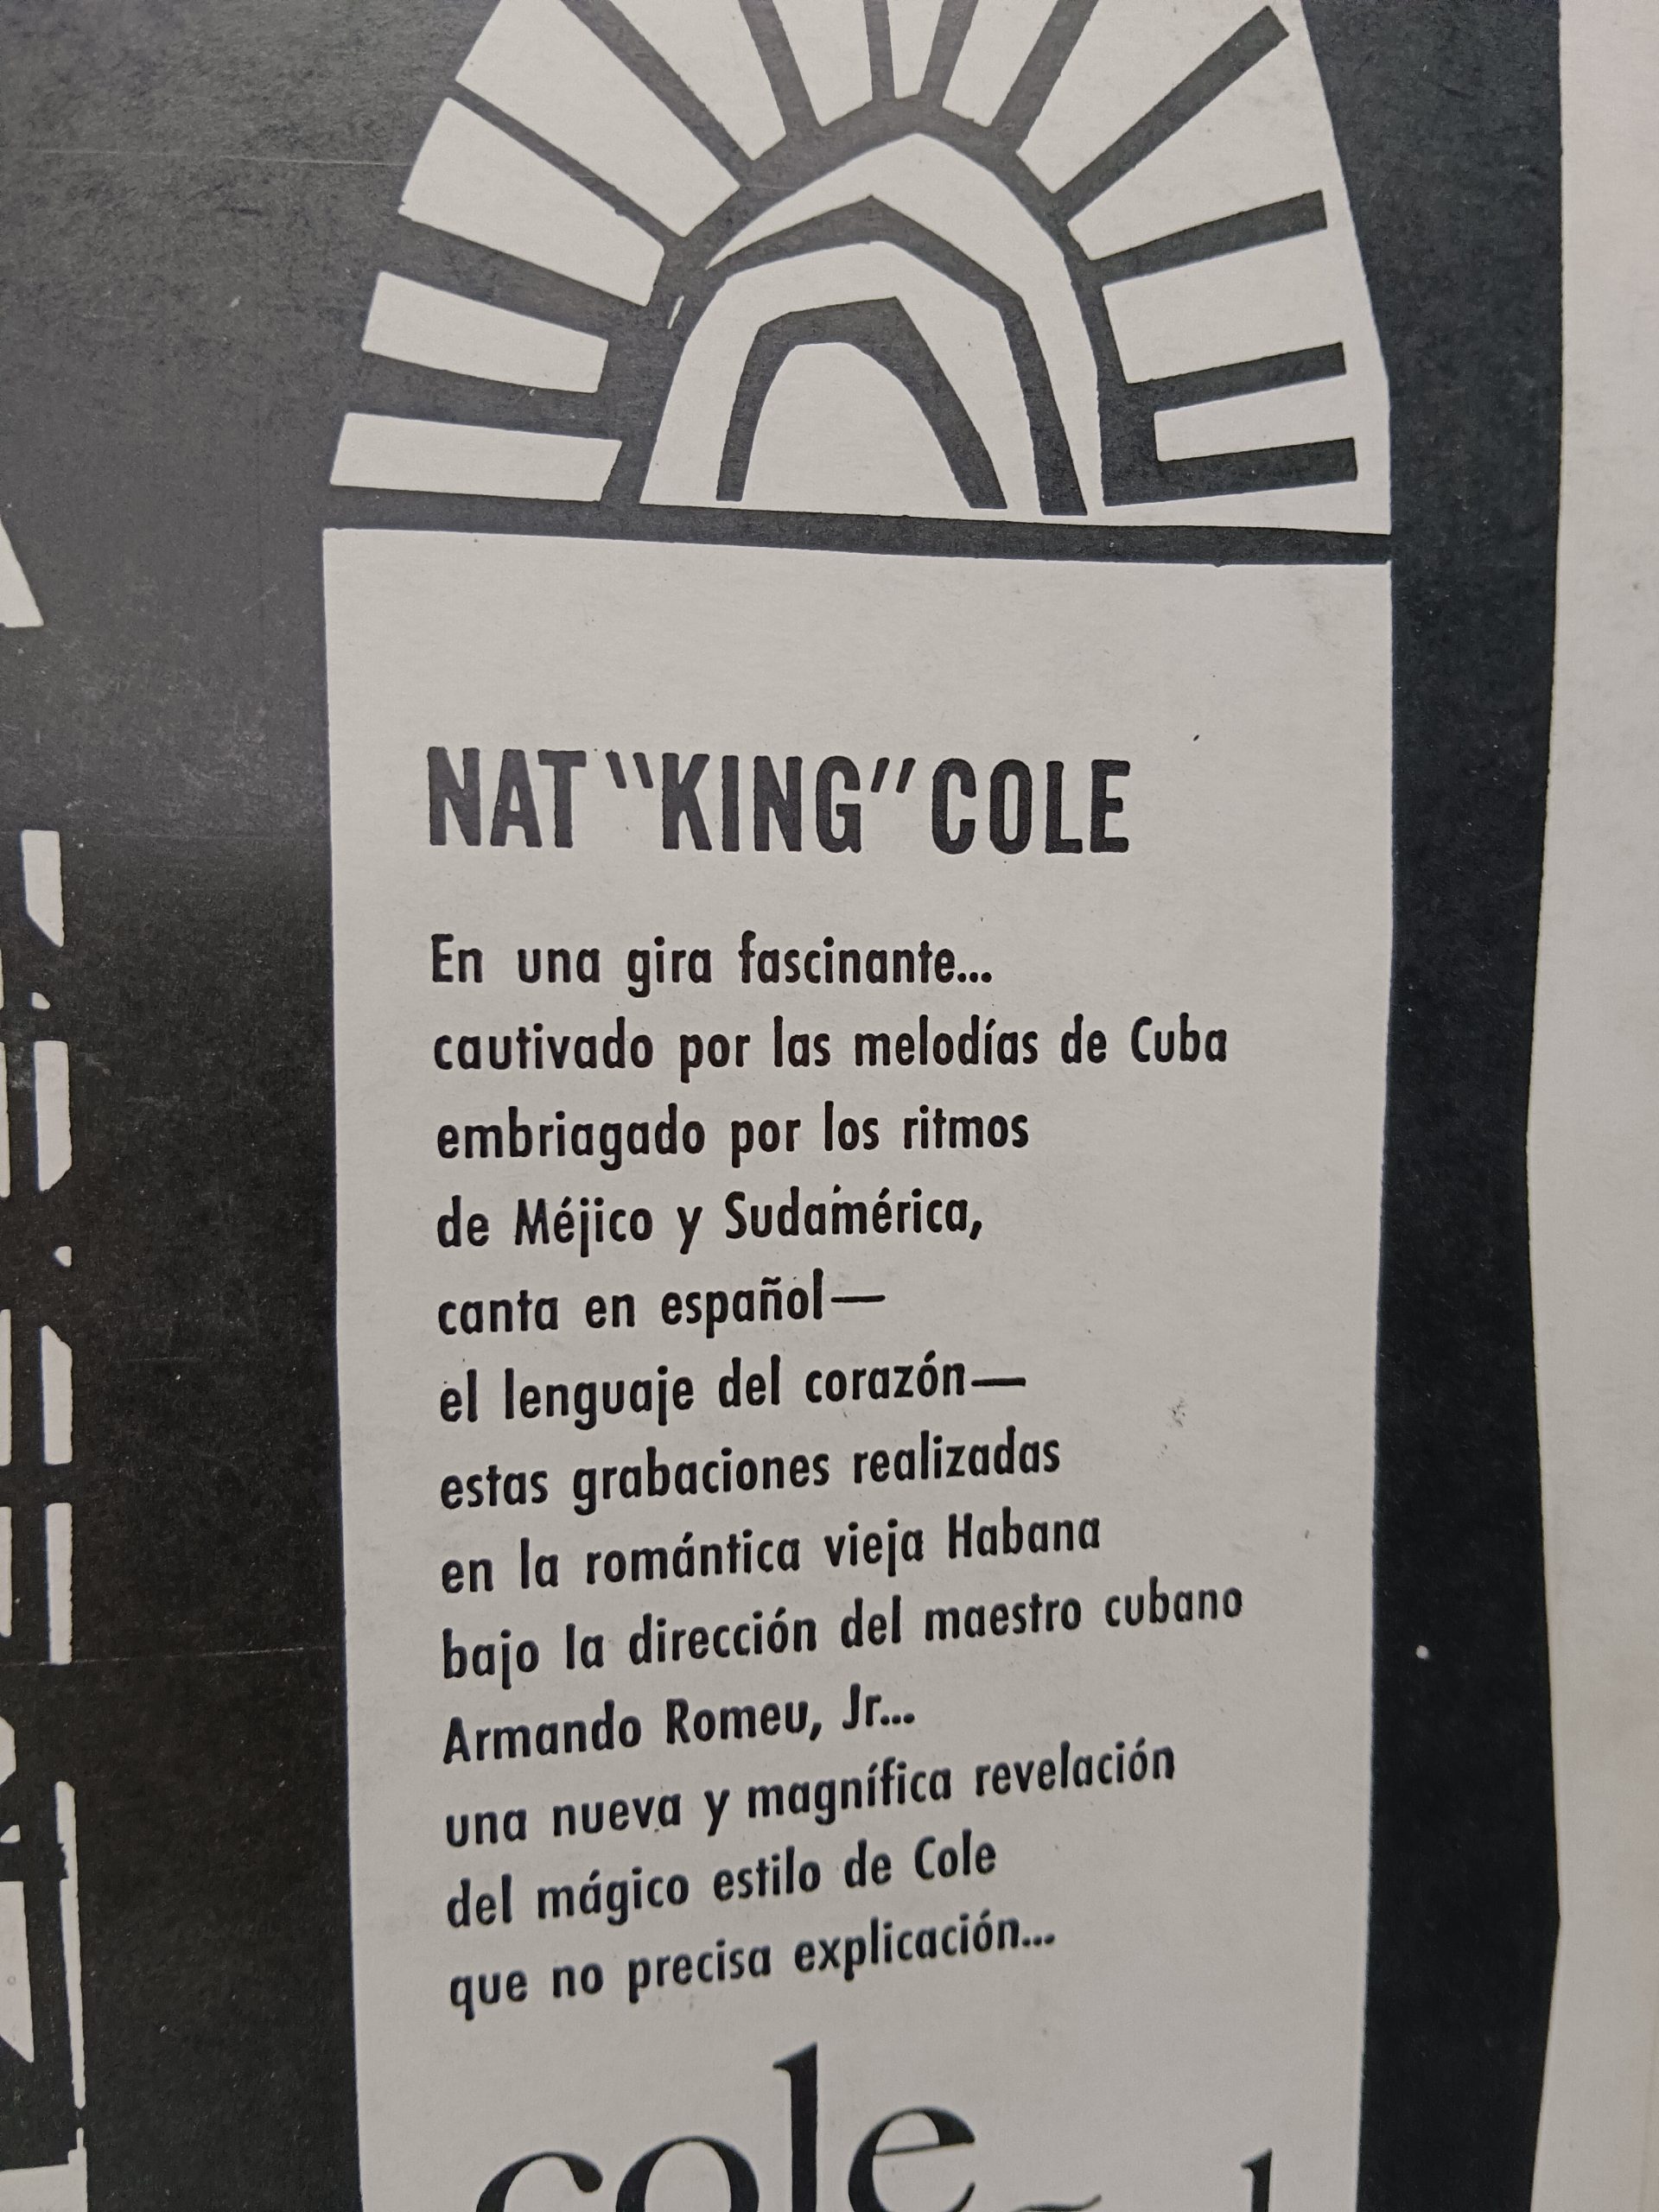 NAT "KING" COLE
En una gira fascinante...
cautivado por las melodías de Cuba
embriagado por los ritmos
de Méjico y Sudamérica,
canta en español—
el lenguaje del corazón—
estas grabaciones realizadas
en la romántica vieja Habana
bajo la dirección del maestro cubano
Armando Romeu, Jr...
una nueva y magnífica revelación
del mágico estilo de Cole
que no precisa explicación...
cole